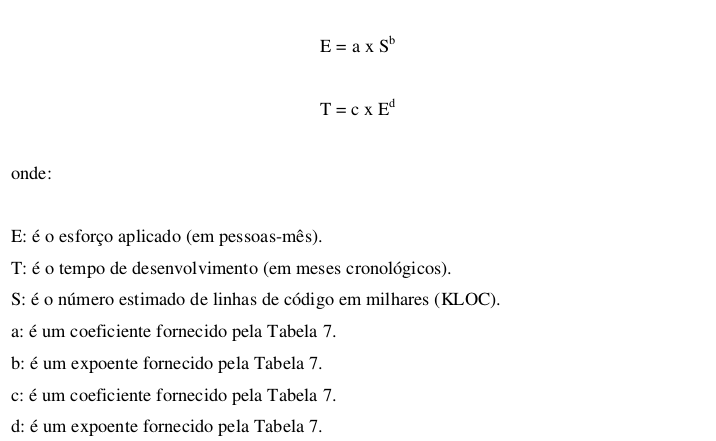 E = a x S^b
T = c x E^d
onde:
E: é o esforço aplicado (em pessoas-mês).
T: é o tempo de desenvolvimento (em meses cronológicos).
S: é o número estimado de linhas de código em milhares (KLOC).
a: é um coeficiente fornecido pela Tabela 7.
b: é um expoente fornecido pela Tabela 7.
c: é um coeficiente fornecido pela Tabela 7.
d: é um expoente fornecido pela Tabela 7.